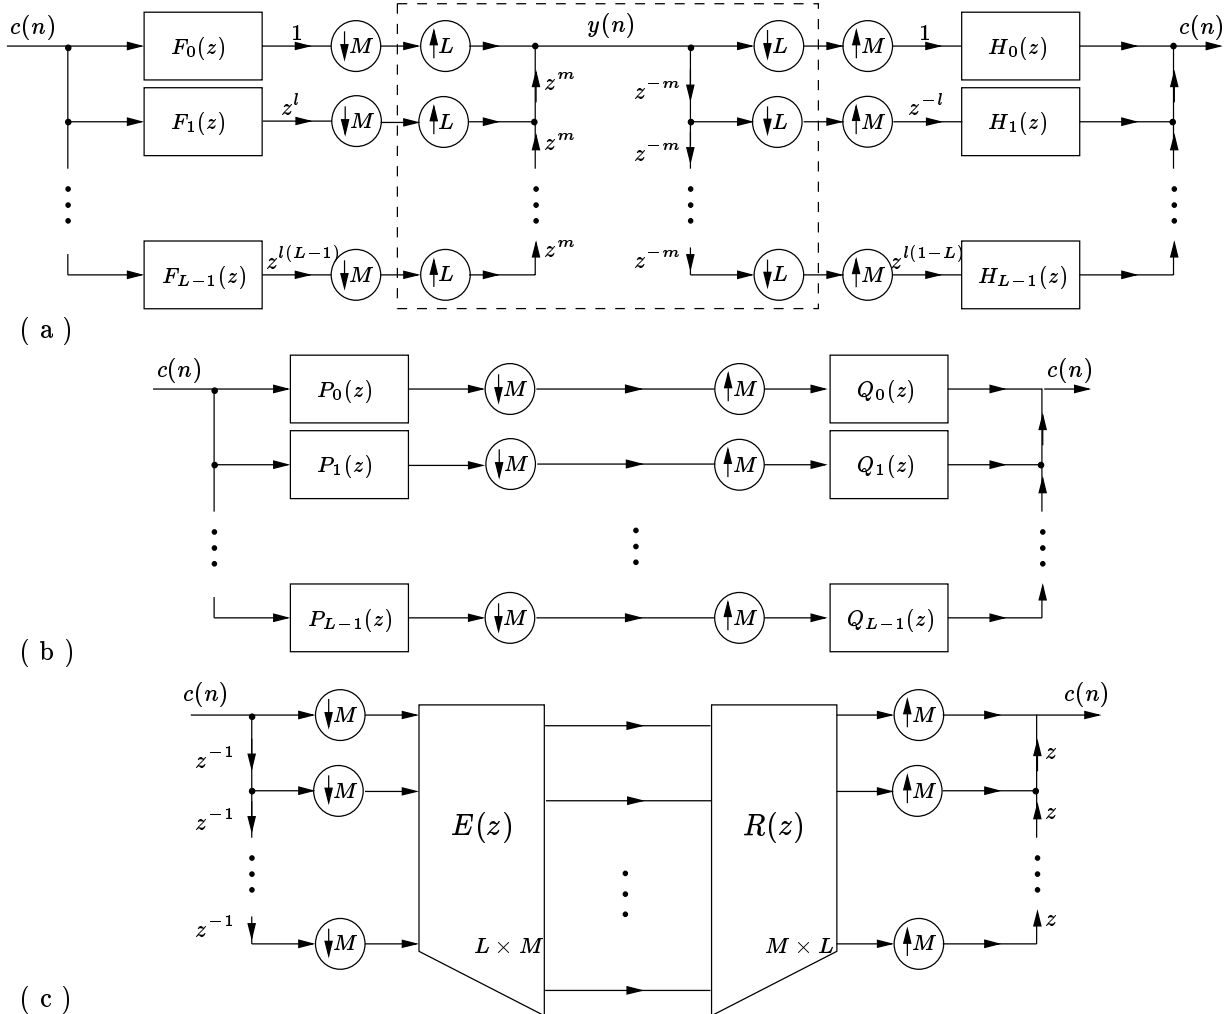 c(n) F_0(z) 1 ↓M ↑L y(n) ↓L ↑M 1 H_0(z) c(n)
z^m z^{-m}
F_1(z) z^l ↓M ↑L ↓L ↑M z^{-l} H_1(z)
z^m z^{-m}
F_{L-1}(z) z^{l(L-1)} ↓M ↑L z^m z^{-m} ↓L ↑M z^{l(1-L)} H_{L-1}(z)
( a )
c(n) P_0(z) ↓M ↑M Q_0(z) c(n)
P_1(z) ↓M ↑M Q_1(z)
P_{L-1}(z) ↓M ↑M Q_{L-1}(z)
( b )
c(n) ↓M ↑M c(n)
z^{-1} z
↓M ↑M
z^{-1} E(z) R(z) z
z^{-1} ↓M L × M M × L ↑M z
( c )